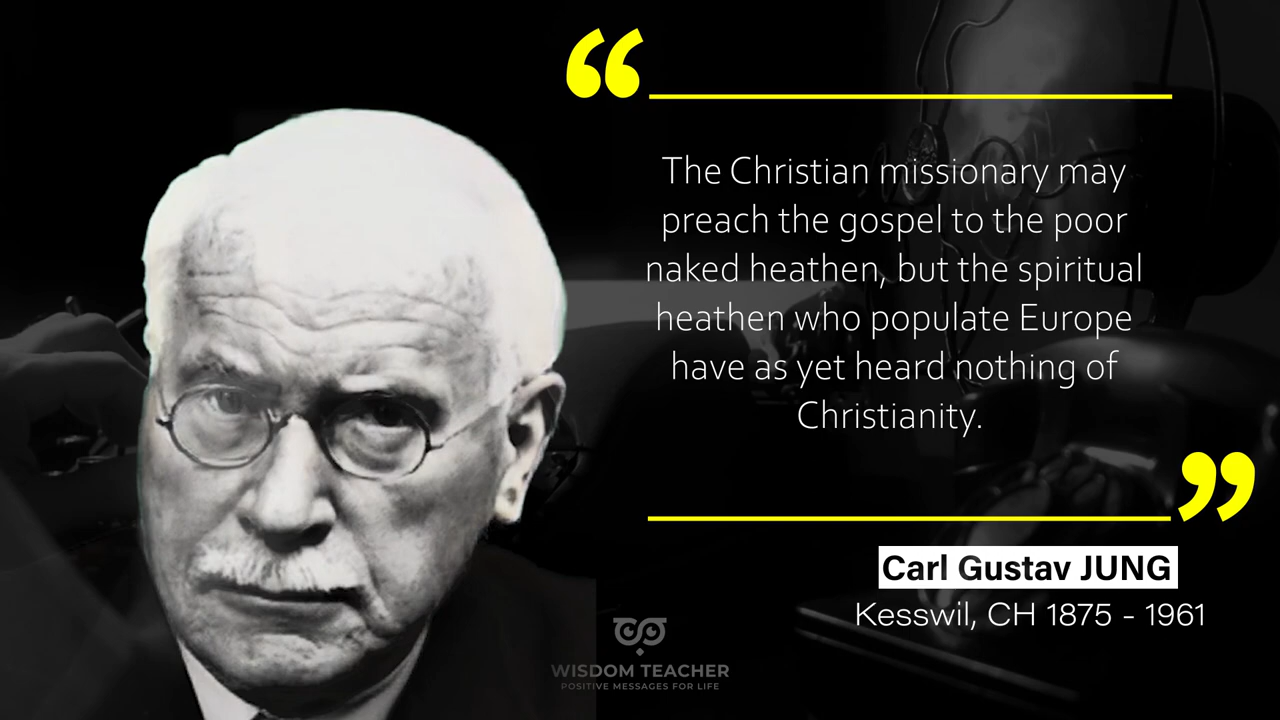 “
The Christian missionary may
preach the gospel to the poor
naked heathen, but the spiritual
heathen who populate Europe
have as yet heard nothing of
Christianity.
”
Carl Gustav JUNG
Kesswil, CH 1875 - 1961
WISDOM TEACHER
POSITIVE MESSAGES FOR LIFE